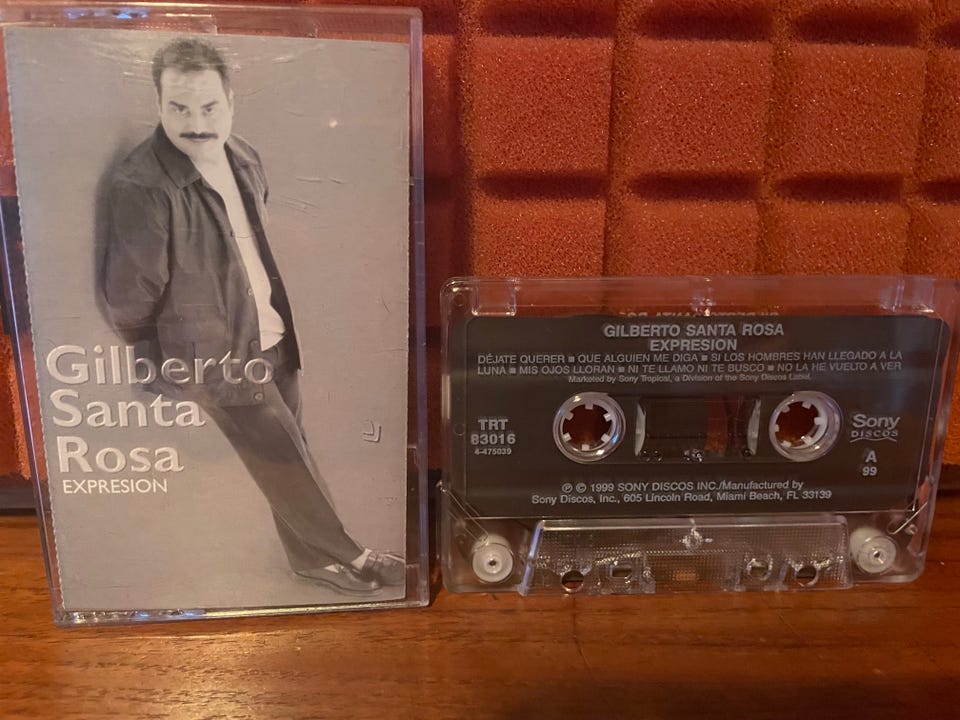 Gilberto
Santa
Rosa
EXPRESION
GILBERTO SANTA ROSA
EXPRESION
DÉJATE QUERER ■ QUE ALGUIEN ME DIGA ■ SI LOS HOMBRES HAN LLEGADO A LA
LUNA ■ MIS OJOS LLORAN ■ NI TE LLAMO NI TE BUSCO ■ NO LA HE VUELTO A VER
Marketed by Sony Tropical, a Division of the Sony Discos Label.
TRT
83016
4-475039
Sony
DISCOS
A
99
℗ © 1999 SONY DISCOS INC./Manufactured by
Sony Discos, Inc., 605 Lincoln Road, Miami Beach, FL 33139